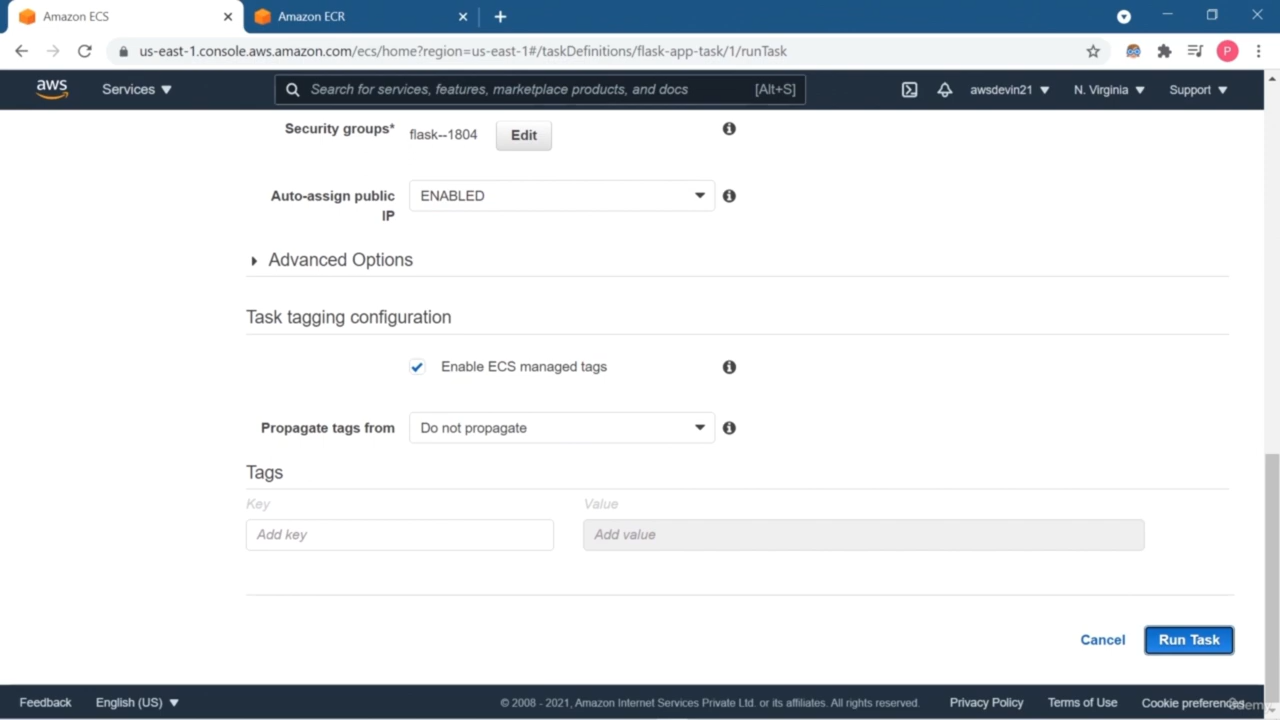 Amazon ECS
Amazon ECR
us-east-1.console.aws.amazon.com/ecs/home?region=us-east-1#/taskDefinitions/flask-app-task/1/runTask
P
aws
Services
Search for services, features, marketplace products, and docs
[Alt+S]
awsdevin21
N. Virginia
Support
Security groups*
flask--1804
Edit
Auto-assign public
IP
ENABLED
Advanced Options
Task tagging configuration
Enable ECS managed tags
Propagate tags from
Do not propagate
Tags
Key
Value
Add key
Add value
Cancel
Run Task
Feedback
English (US)
© 2008 - 2021, Amazon Internet Services Private Ltd. or its affiliates. All rights reserved.
Privacy Policy
Terms of Use
Cookie preferences
Udemy